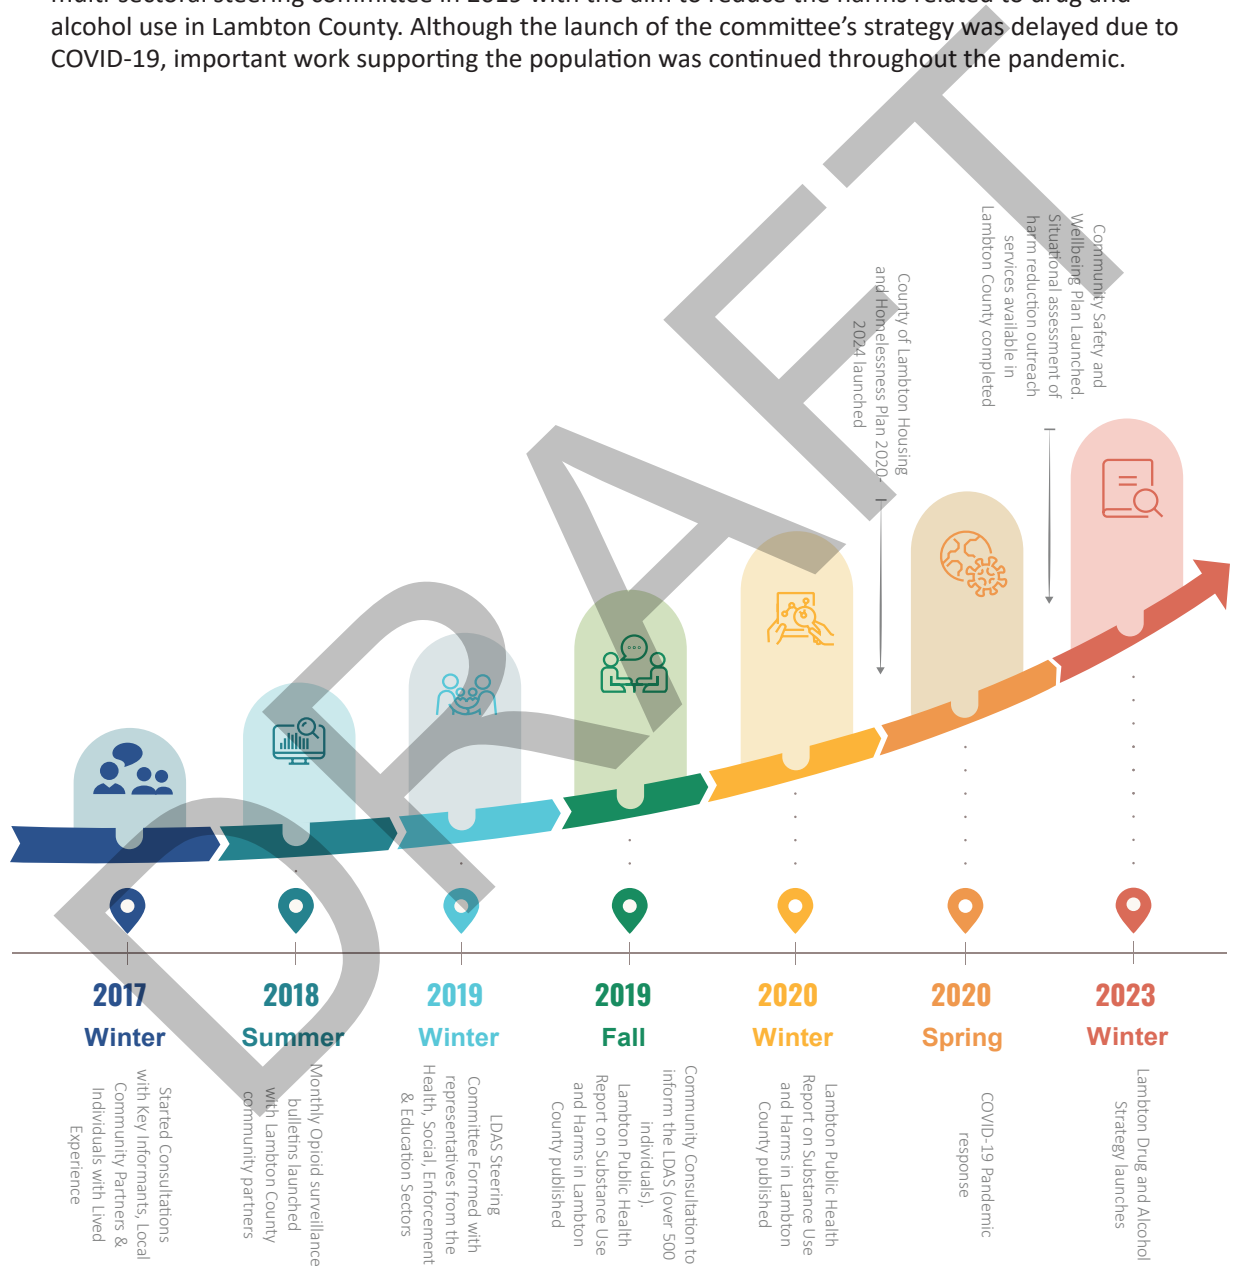 alcohol use in Lambton County. Although the launch of the committee’s strategy was delayed due to
COVID-19, important work supporting the population was continued throughout the pandemic.
DRAFT
County of Lambton Housing
and Homelessness Plan 2020-
2024 launched
Community Safety and
Wellbeing Plan Launched.
Situational assessment of
harm reduction outreach
services available in
Lambton County completed
2017
Winter
Started Consultations
with Key Informants, Local
Community Partners &
Individuals with Lived
Experience
2018
Summer
Monthly Opioid surveillance
bulletins launched
with Lambton County
community partners
2019
Winter
LDAS Steering
Committee Formed with
representatives from the
Health, Social, Enforcement
& Education Sectors
2019
Fall
Community Consultation to
inform the LDAS (over 500
individuals).
Lambton Public Health
Report on Substance Use
and Harms in Lambton
County published
2020
Winter
Lambton Public Health
Report on Substance Use
and Harms in Lambton
County published
2020
Spring
COVID-19 Pandemic
response
2023
Winter
Lambton Drug and Alcohol
Strategy launches